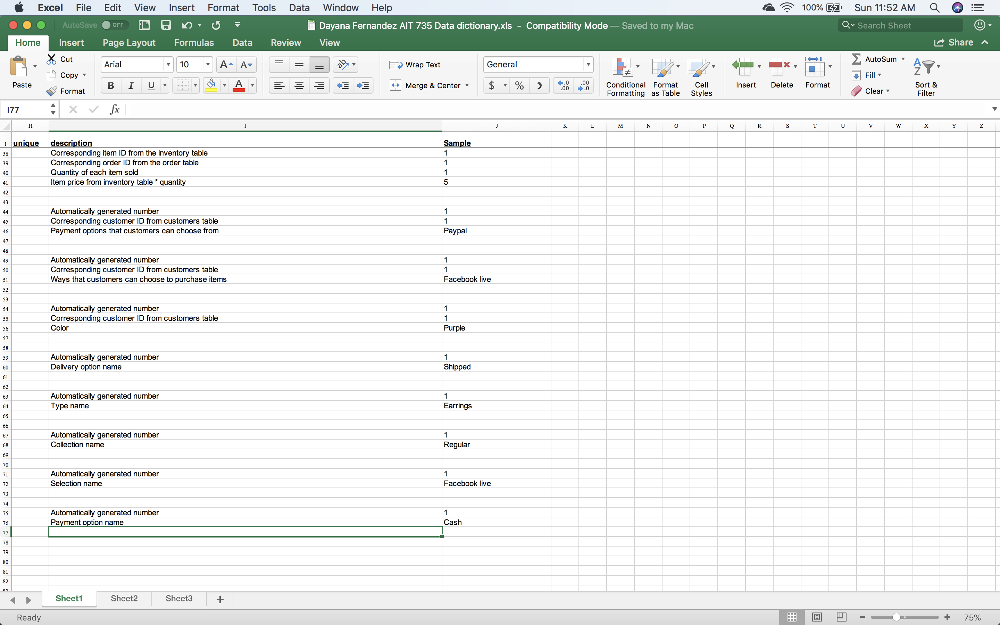 Excel File Edit View Insert Format Tools Data Window Help 100% Sun 11:52 AM
AutoSave OFF Dayana Fernandez AIT 735 Data dictionary.xls - Compatibility Mode — Saved to my Mac Search Sheet
Home Insert Page Layout Formulas Data Review View Share
Paste Cut Copy Format
Arial 10 A A
B I U A
Wrap Text
Merge & Center
General
$ % .0 .00 .00 .0
Conditional Formatting Format as Table Cell Styles Insert Delete Format
AutoSum Fill Clear Sort & Filter
I77 fx
H I J K L M N O P Q R S T U V W X Y Z
1 unique description Sample
38 Corresponding item ID from the inventory table 1
39 Corresponding order ID from the order table 1
40 Quantity of each item sold 1
41 Item price from inventory table * quantity 5
42
43
44 Automatically generated number 1
45 Corresponding customer ID from customers table 1
46 Payment options that customers can choose from Paypal
47
48
49 Automatically generated number 1
50 Corresponding customer ID from customers table 1
51 Ways that customers can choose to purchase items Facebook live
52
53
54 Automatically generated number 1
55 Corresponding customer ID from customers table 1
56 Color Purple
57
58
59 Automatically generated number 1
60 Delivery option name Shipped
61
62
63 Automatically generated number 1
64 Type name Earrings
65
66
67 Automatically generated number 1
68 Collection name Regular
69
70
71 Automatically generated number 1
72 Selection name Facebook live
73
74
75 Automatically generated number 1
76 Payment option name Cash
77
78
79
80
81
82
Sheet1 Sheet2 Sheet3 +
Ready 75%